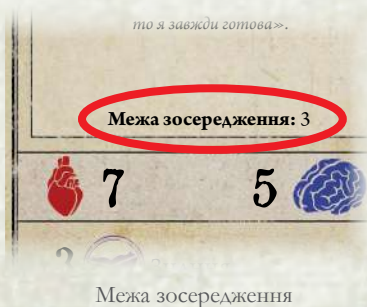 то я завжди готова».
Межа зосередження: 3
7 5
Межа зосередження